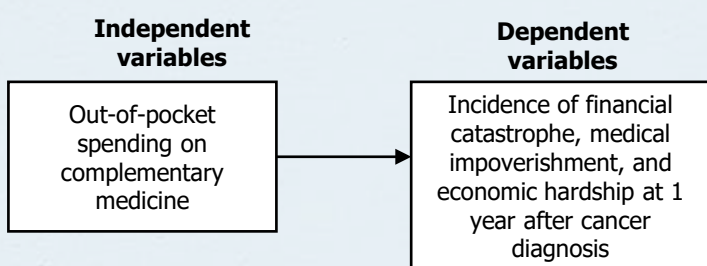 Independent
variables
Out-of-pocket
spending on
complementary
medicine
Dependent
variables
Incidence of financial
catastrophe, medical
impoverishment, and
economic hardship at 1
year after cancer
diagnosis